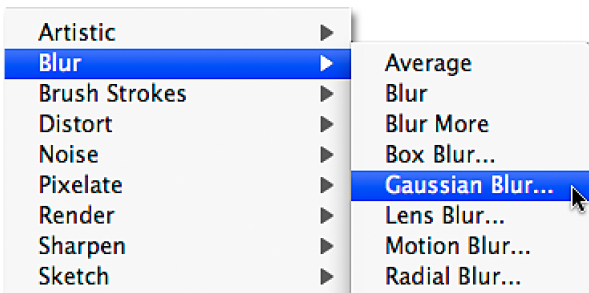 Artistic
Blur
Brush Strokes
Distort
Noise
Pixelate
Render
Sharpen
Sketch
Average
Blur
Blur More
Box Blur...
Gaussian Blur...
Lens Blur...
Motion Blur...
Radial Blur...